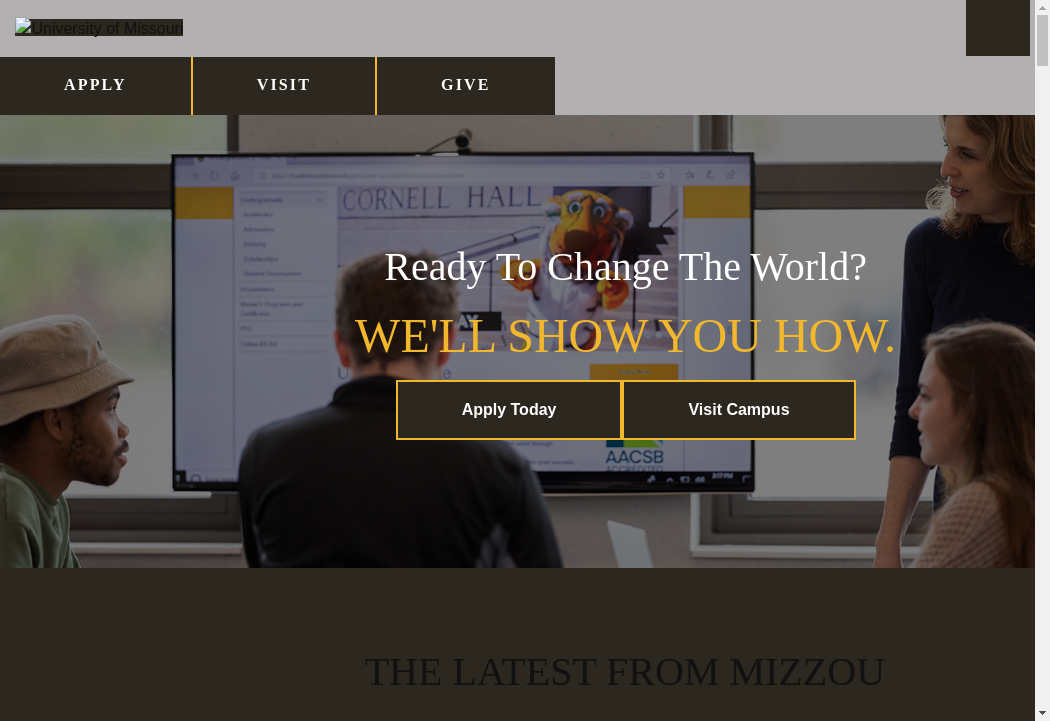 University of Missouri
APPLY
VISIT
GIVE
CORNELL HALL
Ready To Change The World?
WE'LL SHOW YOU HOW.
Apply Today
Visit Campus
AACSB
ACCREDITED
THE LATEST FROM MIZZOU